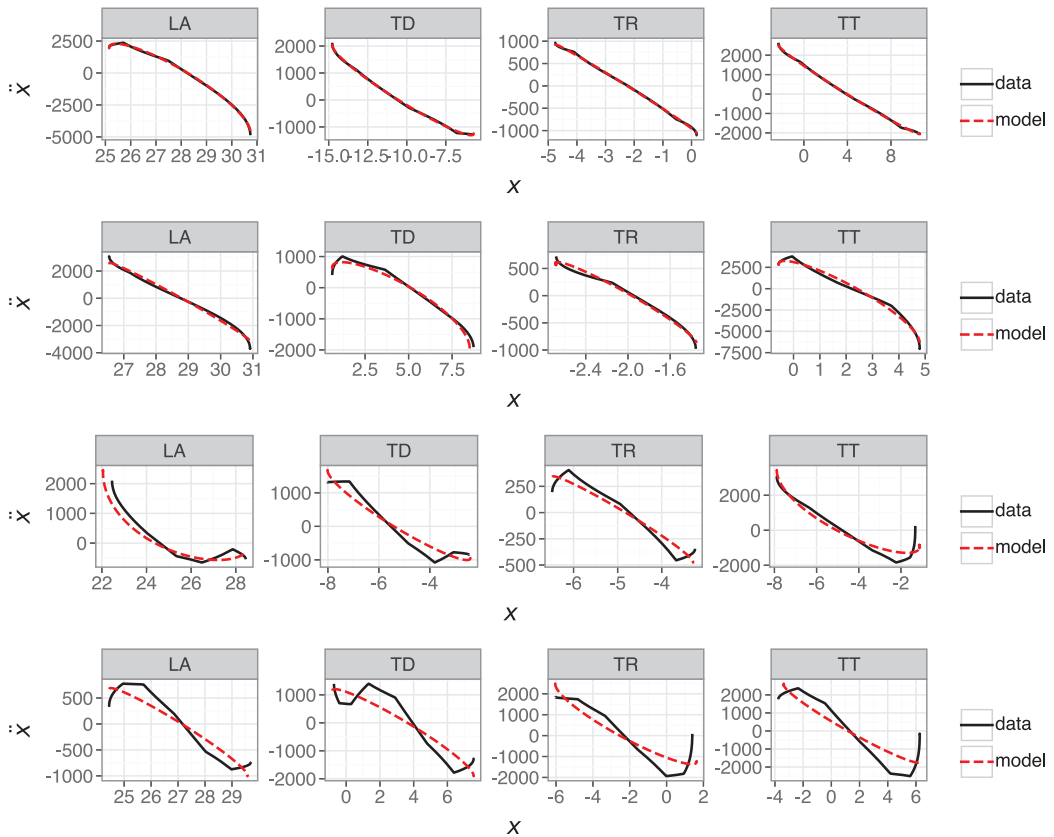 LA TD TR TT
2500 0 -2500 -5000
2000 1000 0 -1000
1000 500 0 -500 -1000
2000 1000 0 -1000 -2000
ẍ
data
model
25 26 27 28 29 30 31
-15.0 -12.5 -10.0 -7.5
-5 -4 -3 -2 -1 0
0 4 8
x
LA TD TR TT
2000 0 -2000 -4000
1000 0 -1000 -2000
500 0 -500 -1000
2500 0 -2500 -5000 -7500
ẍ
data
model
27 28 29 30 31
2.5 5.0 7.5
-2.4 -2.0 -1.6
0 1 2 3 4 5
x
LA TD TR TT
2000 1000 0
1000 0 -1000
250 0 -250 -500
2000 0 -2000
ẍ
data
model
22 24 26 28
-8 -6 -4
-6 -5 -4
-8 -6 -4 -2
x
LA TD TR TT
500 0 -500 -1000
1000 0 -1000 -2000
2000 1000 0 -1000 -2000
2000 1000 0 -1000 -2000
ẍ
data
model
25 26 27 28 29
0 2 4 6
-6 -4 -2 0 2
-4 -2 0 2 4 6
x